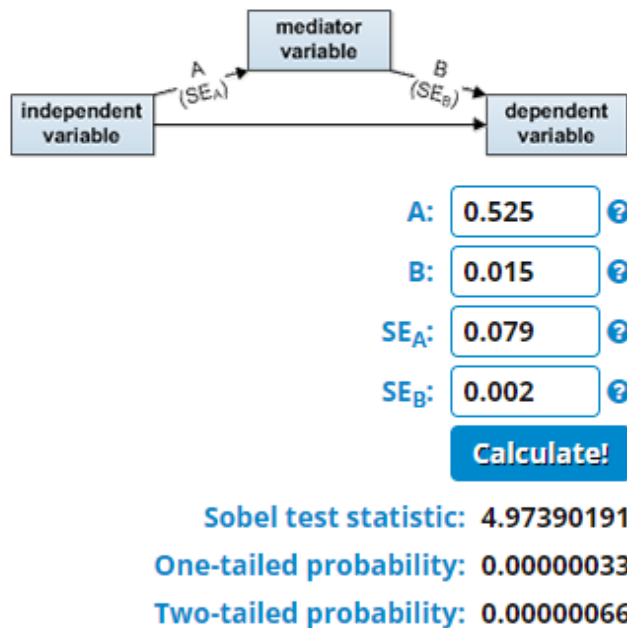 mediator
variable
A
(SEA)
B
(SEB)
independent
variable
dependent
variable
A: 0.525 ?
B: 0.015 ?
SEA: 0.079 ?
SEB: 0.002 ?
Calculate!
Sobel test statistic: 4.97390191
One-tailed probability: 0.00000033
Two-tailed probability: 0.00000066